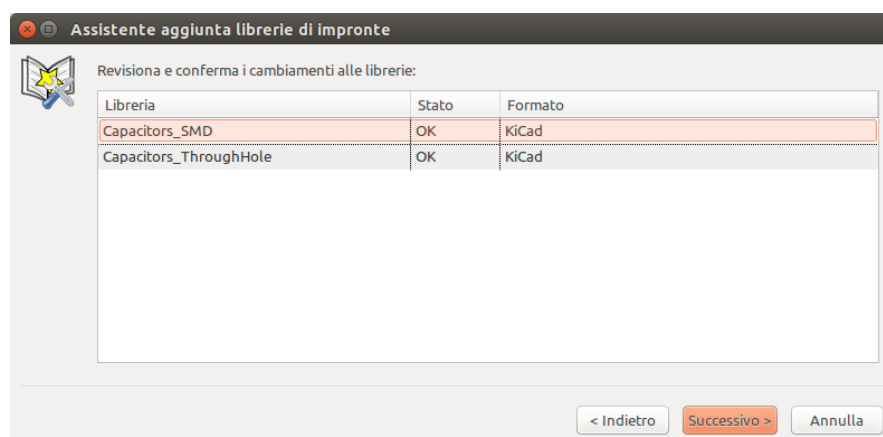 Assistente aggiunta librerie di impronte
Revisiona e conferma i cambiamenti alle librerie:
Libreria Stato Formato
Capacitors_SMD OK KiCad
Capacitors_ThroughHole OK KiCad
< Indietro Successivo > Annulla